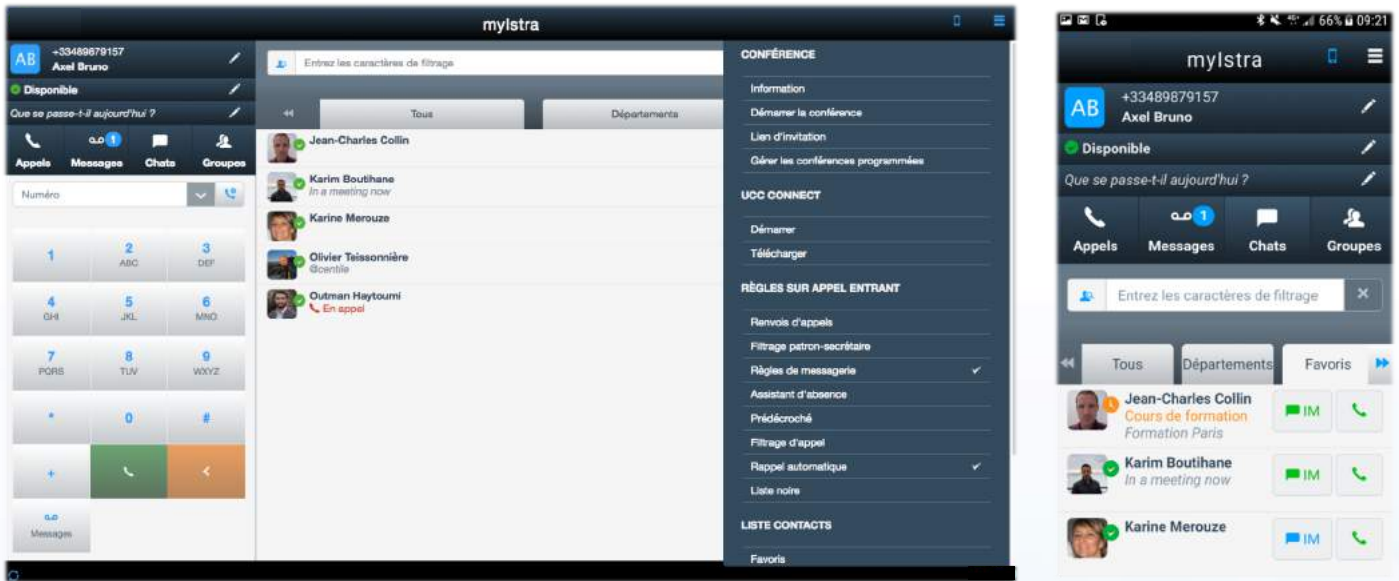 myIstra
+33489879157
AB
Axel Bruno
Disponible
Que se passe-t-il aujourd'hui ?
1
Appels Messages Chats Groupes
Numéro
1 2 3
ABC DEF
4 5 6
GHI JKL MNO
7 8 9
PQRS TUV WXYZ
* 0 #
+
Messages
Entrez les caractères de filtrage
Tous Départements
Jean-Charles Collin
Karim Boutihane
In a meeting now
Karine Merouze
Olivier Teissonnière
@centile
Outman Haytoumi
En appel
CONFÉRENCE
Information
Démarrer la conférence
Lien d'invitation
Gérer les conférences programmées
UCC CONNECT
Démarrer
Télécharger
RÈGLES SUR APPEL ENTRANT
Renvois d'appels
Filtrage patron-secrétaire
Règles de messagerie
Assistant d'absence
Prédécroché
Filtrage d'appel
Rappel automatique
Liste noire
LISTE CONTACTS
Favoris
66% 09:21
myIstra
+33489879157
AB
Axel Bruno
Disponible
Que se passe-t-il aujourd'hui ?
1
Appels Messages Chats Groupes
Entrez les caractères de filtrage
Tous Départements Favoris
Jean-Charles Collin
Cours de formation
IM
Formation Paris
Karim Boutihane
In a meeting now
IM
Karine Merouze
IM